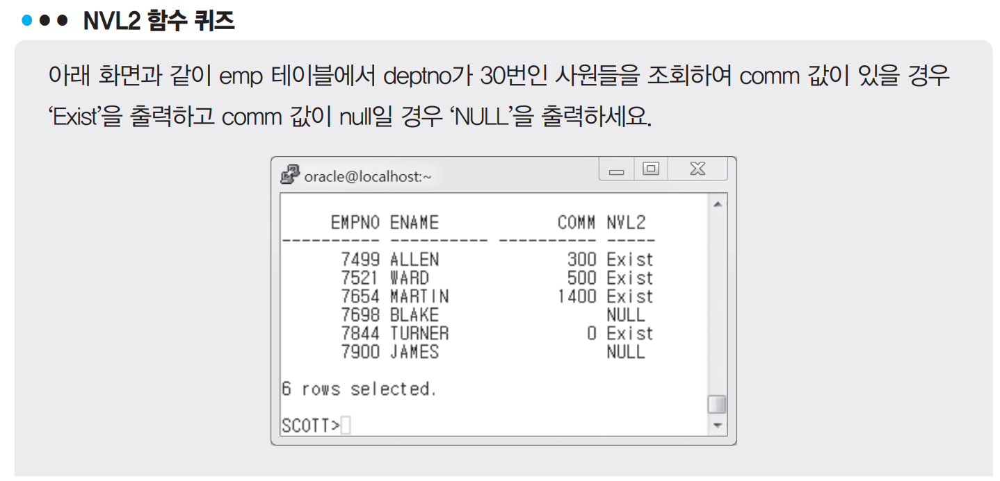 NVL2 함수 퀴즈
아래 화면과 같이 emp 테이블에서 deptno가 30번인 사원들을 조회하여 comm 값이 있을 경우
‘Exist’을 출력하고 comm 값이 null일 경우 ‘NULL’을 출력하세요.
oracle@localhost:~
EMPNO ENAME COMM NVL2
---------- ---------- ---------- -----
7499 ALLEN 300 Exist
7521 WARD 500 Exist
7654 MARTIN 1400 Exist
7698 BLAKE NULL
7844 TURNER 0 Exist
7900 JAMES NULL
6 rows selected.
SCOTT>